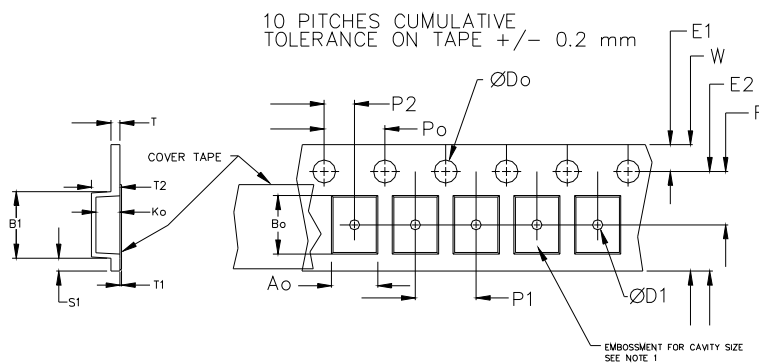 10 PITCHES CUMULATIVE
TOLERANCE ON TAPE +/- 0.2 mm
E1
W
E2
F
ØDo
P2
Po
T
COVER TAPE
T2
B1
Ko
Bo
S1
T1
Ao
P1
ØD1
EMBOSSMENT FOR CAVITY SIZE
SEE NOTE 1